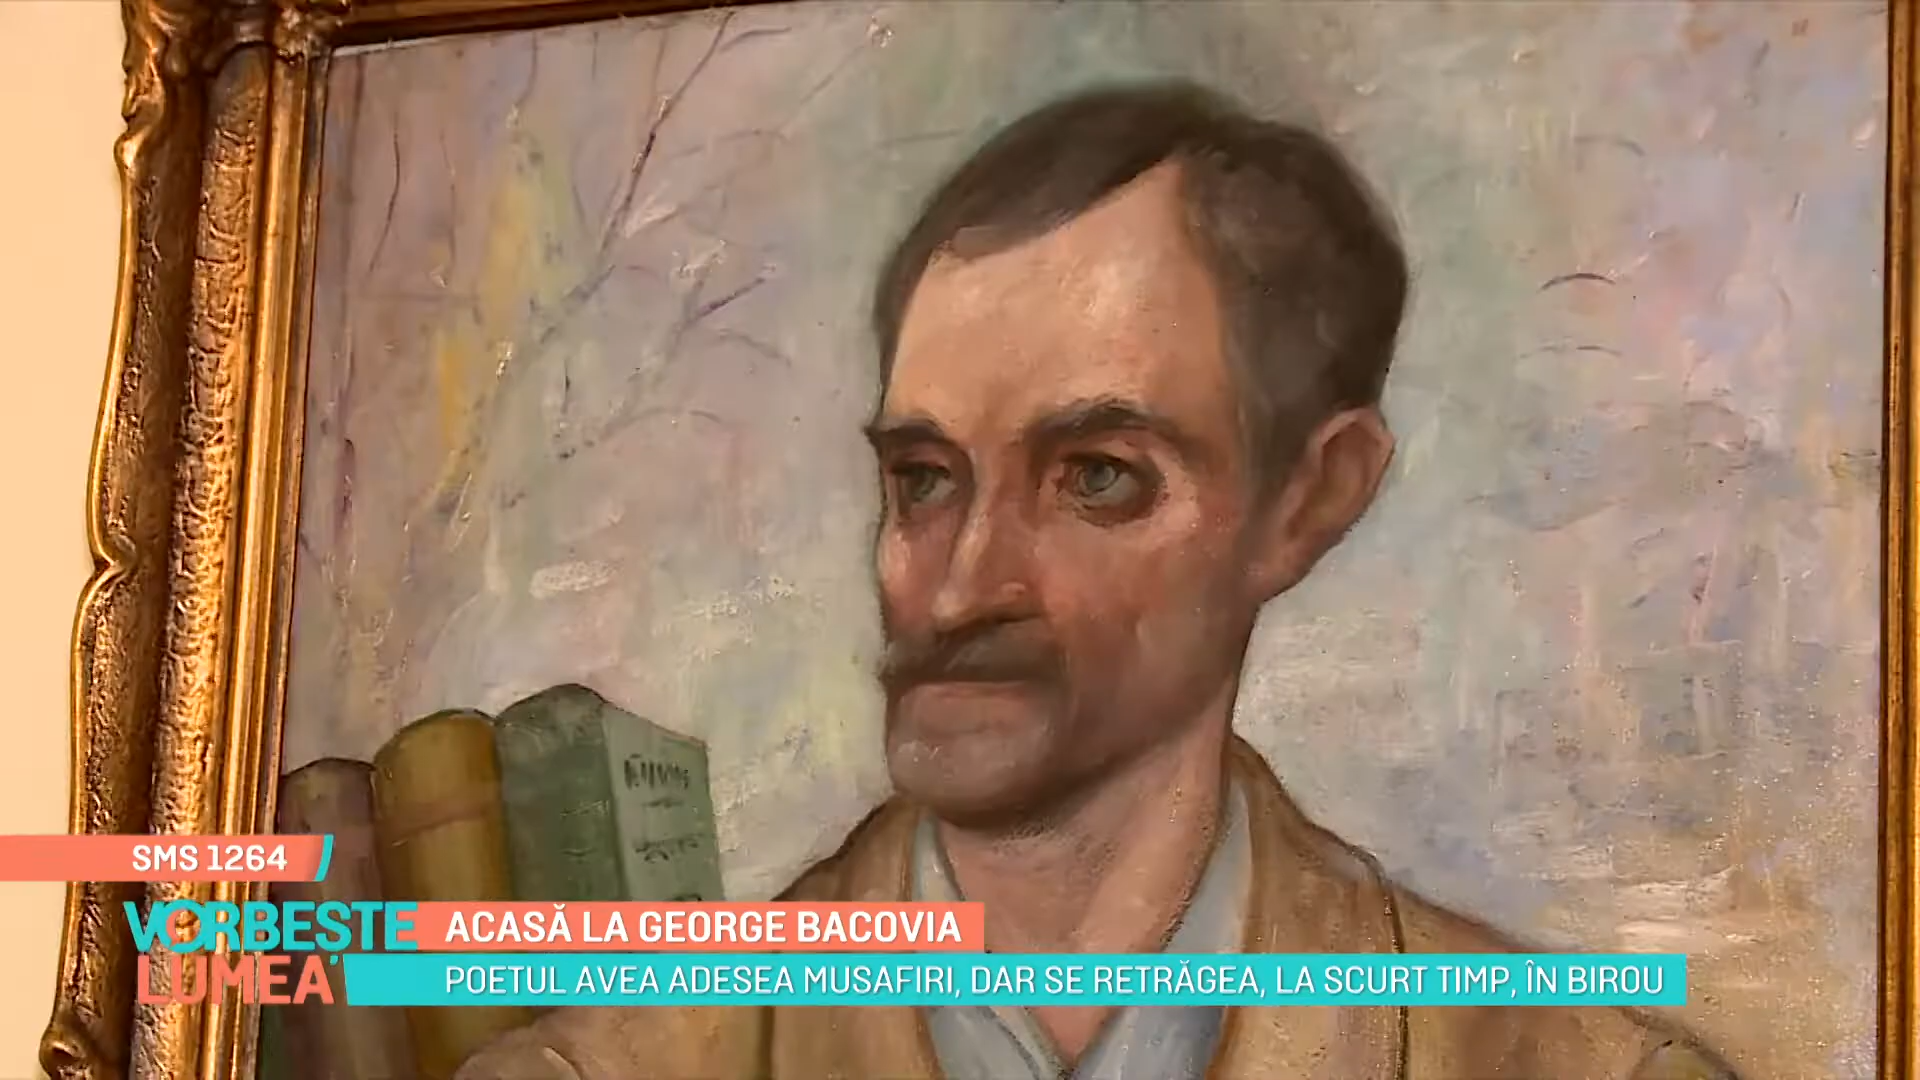 SMS 1264
VORBEȘTE
LUMEA
ACASĂ LA GEORGE BACOVIA
POETUL AVEA ADESEA MUSAFIRI, DAR SE RETRĂGEA, LA SCURT TIMP, ÎN BIROU